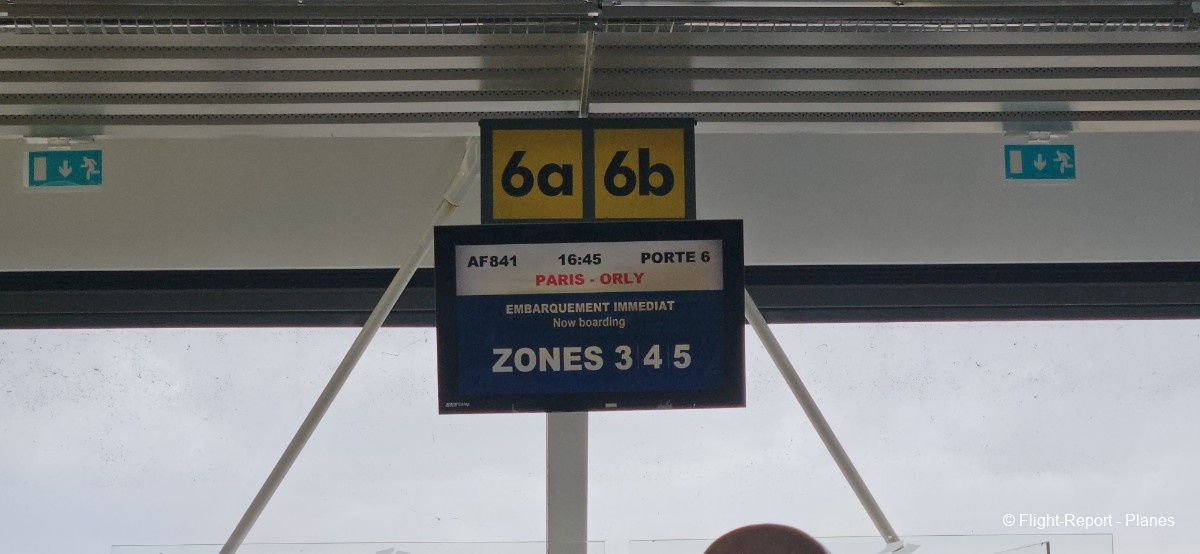 6a 6b
AF841 16:45 PORTE 6
PARIS - ORLY
EMBARQUEMENT IMMEDIAT
Now boarding
ZONES 3 4 5
© Flight-Report - Planes